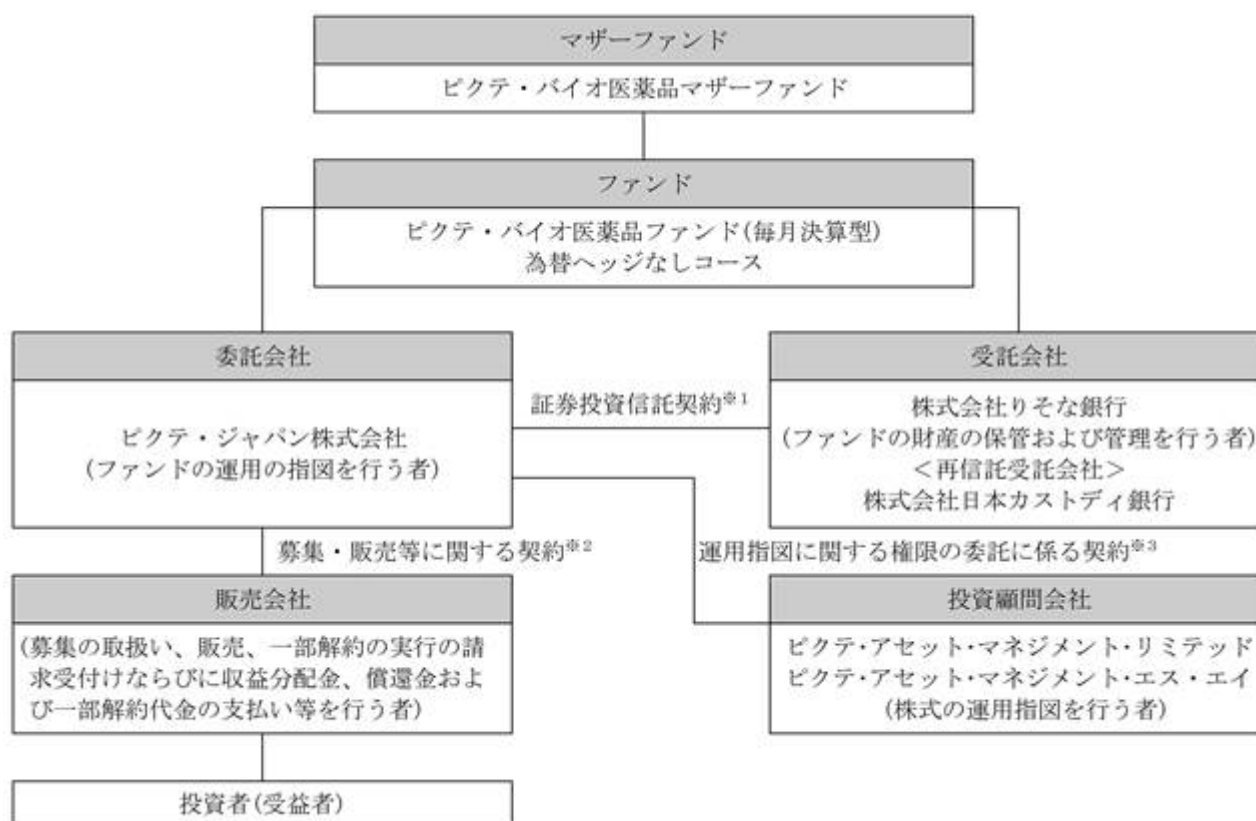 マザーファンド
ピクテ・バイオ医薬品マザーファンド
ファンド
ピクテ・バイオ医薬品ファンド(毎月決算型)
為替ヘッジなしコース
委託会社
ピクテ・ジャパン株式会社
(ファンドの運用の指図を行う者)
証券投資信託契約※1
受託会社
株式会社りそな銀行
(ファンドの財産の保管および管理を行う者)
＜再信託受託会社＞
株式会社日本カストディ銀行
募集・販売等に関する契約※2
運用指図に関する権限の委託に係る契約※3
販売会社
(募集の取扱い、販売、一部解約の実行の請
求受付けならびに収益分配金、償還金およ
び一部解約代金の支払い等を行う者)
投資顧問会社
ピクテ・アセット・マネジメント・リミテッド
ピクテ・アセット・マネジメント・エス・エイ
(株式の運用指図を行う者)
投資者(受益者)